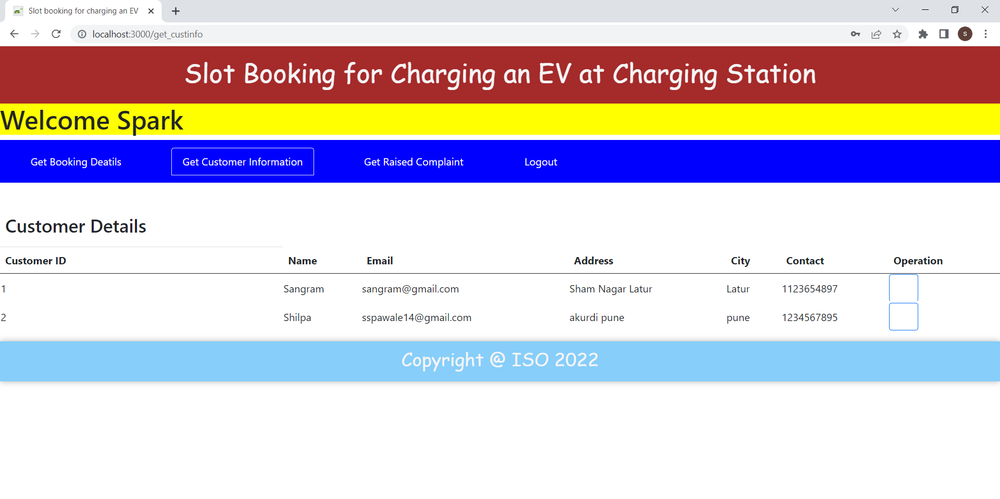 Slot booking for charging an EV
localhost:3000/get_custinfo
S
Slot Booking for Charging an EV at Charging Station
Welcome Spark
Get Booking Deatils Get Customer Information Get Raised Complaint Logout
Customer Details
Customer ID Name Email Address City Contact Operation
1 Sangram sangram@gmail.com Sham Nagar Latur Latur 1123654897
2 Shilpa sspawale14@gmail.com akurdi pune pune 1234567895
Copyright @ ISO 2022